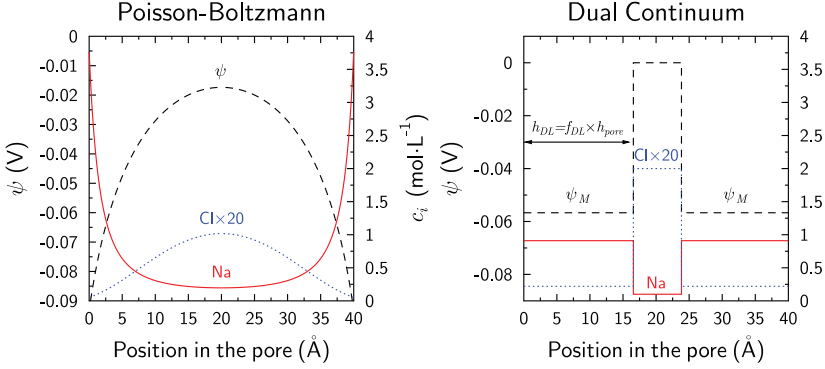 Poisson-Boltzmann
Dual Continuum
0
-0.01
-0.02
-0.03
-0.04
-0.05
-0.06
-0.07
-0.08
-0.09
ψ (V)
ψ
Cl×20
Na
4
3.5
3
2.5
2
1.5
1
0.5
0
c_i (mol·L⁻¹)
0 5 10 15 20 25 30 35 40
Position in the pore (Å)
0
-0.02
-0.04
-0.06
-0.08
ψ (V)
h_DL=f_DL×h_pore
Cl×20
ψ_M
ψ_M
Na
4
3.5
3
2.5
2
1.5
1
0.5
0
0 5 10 15 20 25 30 35 40
Position in the pore (Å)